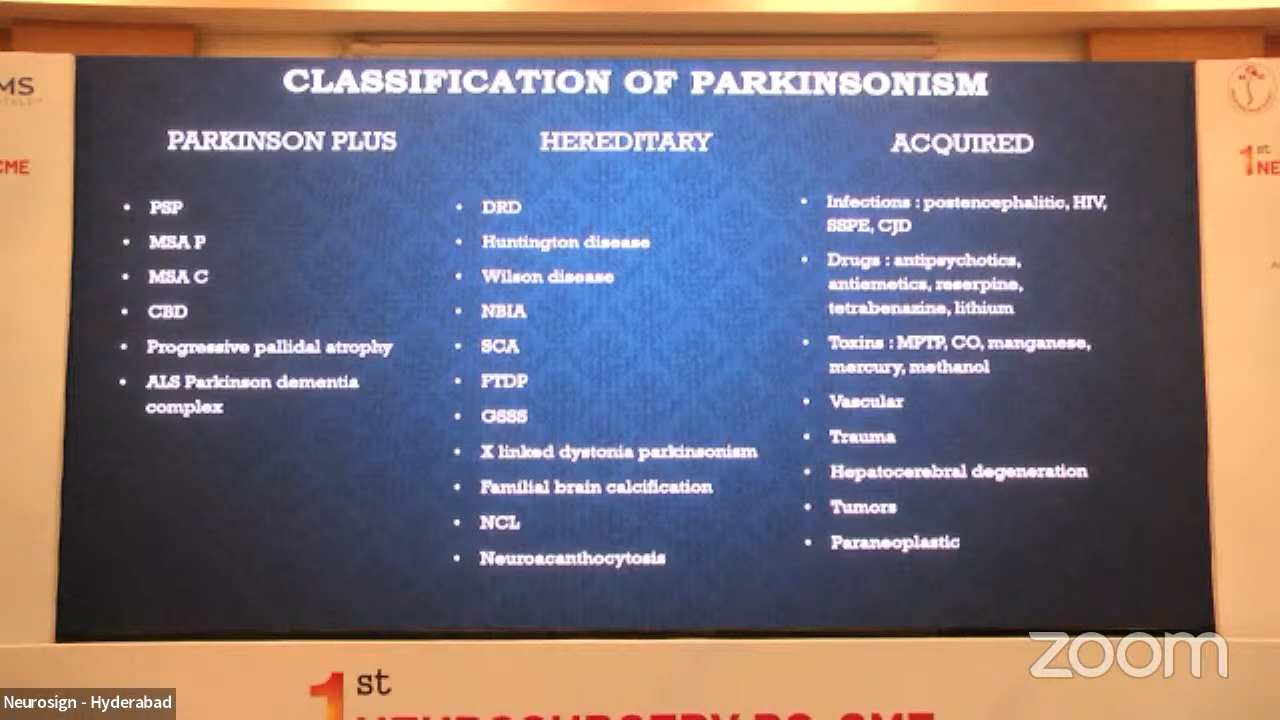 CLASSIFICATION OF PARKINSONISM
PARKINSON PLUS
PSP
MSA P
MSA C
CBD
Progressive pallidal atrophy
ALS Parkinson dementia
complex
HEREDITARY
DRD
Huntington disease
Wilson disease
NBIA
SCA
PTDP
GSSS
X linked dystonia parkinsonism
Familial brain calcification
NCL
Neuroacanthocytosis
ACQUIRED
Infections : postencephalitic, HIV,
SSPE, CJD
Drugs : antipsychotics,
antiemetics, reserpine,
tetrabenazine, lithium
Toxins : MPTP, CO, manganese,
mercury, methanol
Vascular
Trauma
Hepatocerebral degeneration
Tumors
Paraneoplastic
MS
CME
1st
NE
zoom
Neurosign - Hyderabad
1st